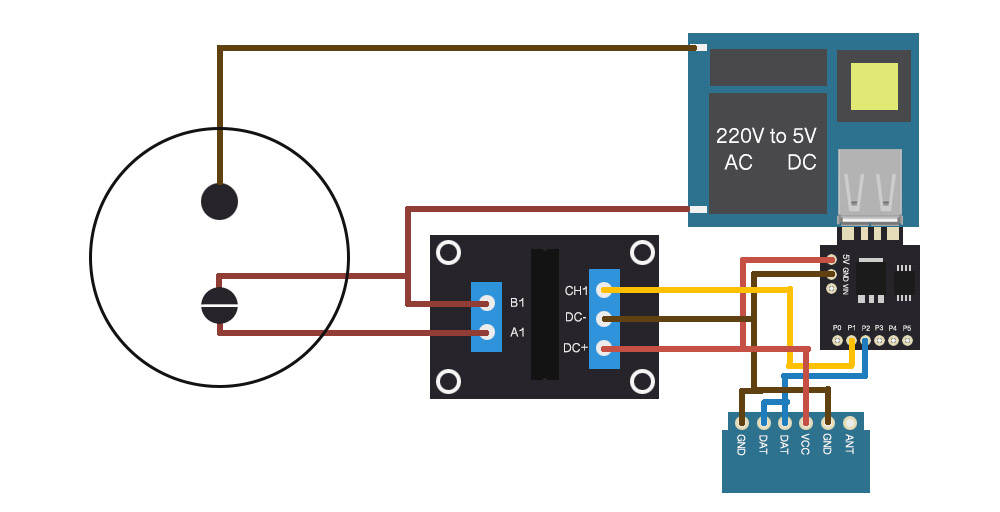 220V to 5V
AC DC
5V
GND
VIN
P0 P1 P2 P3 P4 P5
CH1
DC-
DC+
B1
A1
GND DAT DAT VCC GND ANT